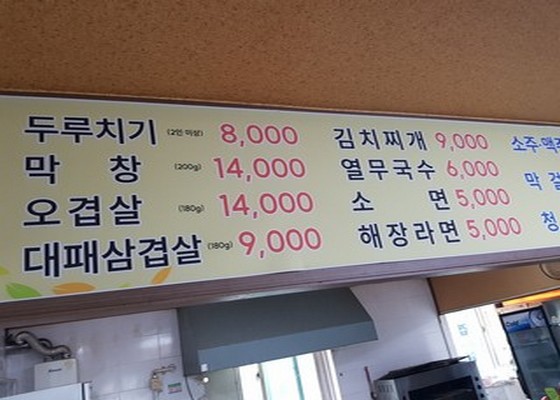 두루치기 (2인 이상) 8,000
막 창 (200g) 14,000
오겹살 (180g) 14,000
대패삼겹살 (180g) 9,000
김치찌개 9,000
열무국수 6,000
소 면 5,000
해장라면 5,000
소주·맥주
막
청